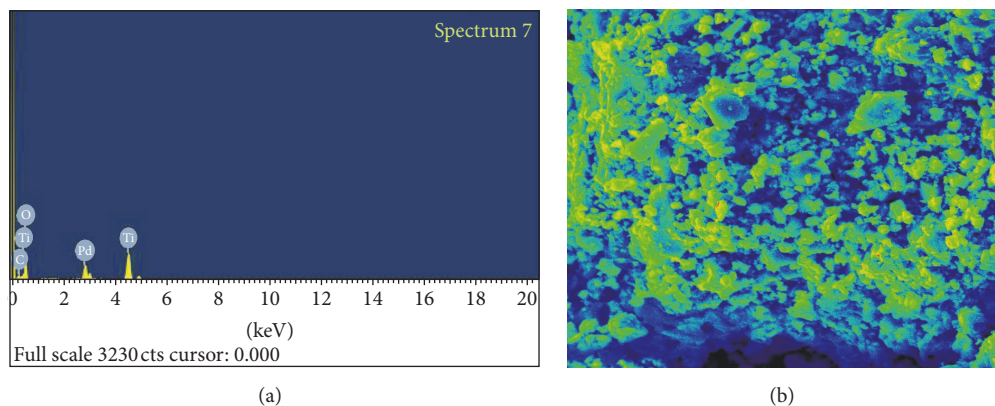 Spectrum 7
O
Ti
C
Pd
Ti
0 2 4 6 8 10 12 14 16 18 20
(keV)
Full scale 3230 cts cursor: 0.000
(a)
(b)